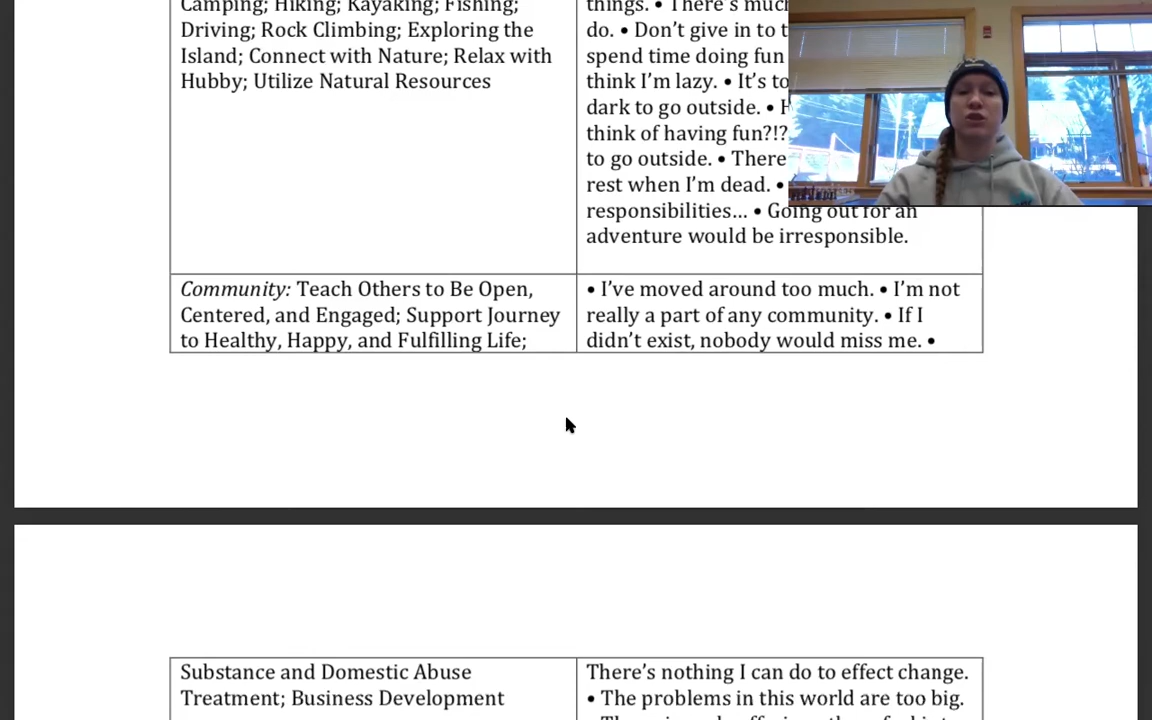 Camping; Hiking; Kayaking; Fishing;
Driving; Rock Climbing; Exploring the
Island; Connect with Nature; Relax with
Hubby; Utilize Natural Resources
things. • There's much
do. • Don't give in to t
spend time doing fun
think I'm lazy. • It's to
dark to go outside. •
think of having fun?!?
to go outside. • There
rest when I'm dead. •
responsibilities… • Going out for an
adventure would be irresponsible.
Community: Teach Others to Be Open,
Centered, and Engaged; Support Journey
to Healthy, Happy, and Fulfilling Life;
• I've moved around too much. • I'm not
really a part of any community. • If I
didn't exist, nobody would miss me. •
Substance and Domestic Abuse
Treatment; Business Development
There's nothing I can do to effect change.
• The problems in this world are too big.